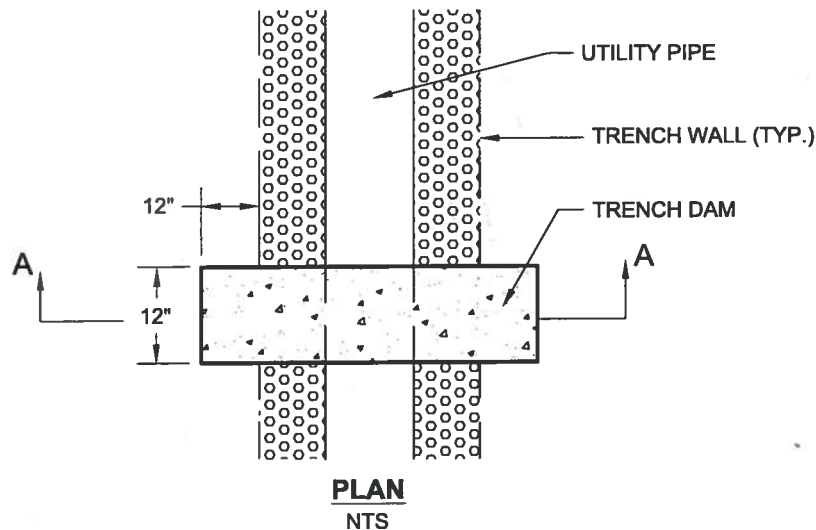 UTILITY PIPE
TRENCH WALL (TYP.)
12"
TRENCH DAM
A
A
12"
PLAN
NTS